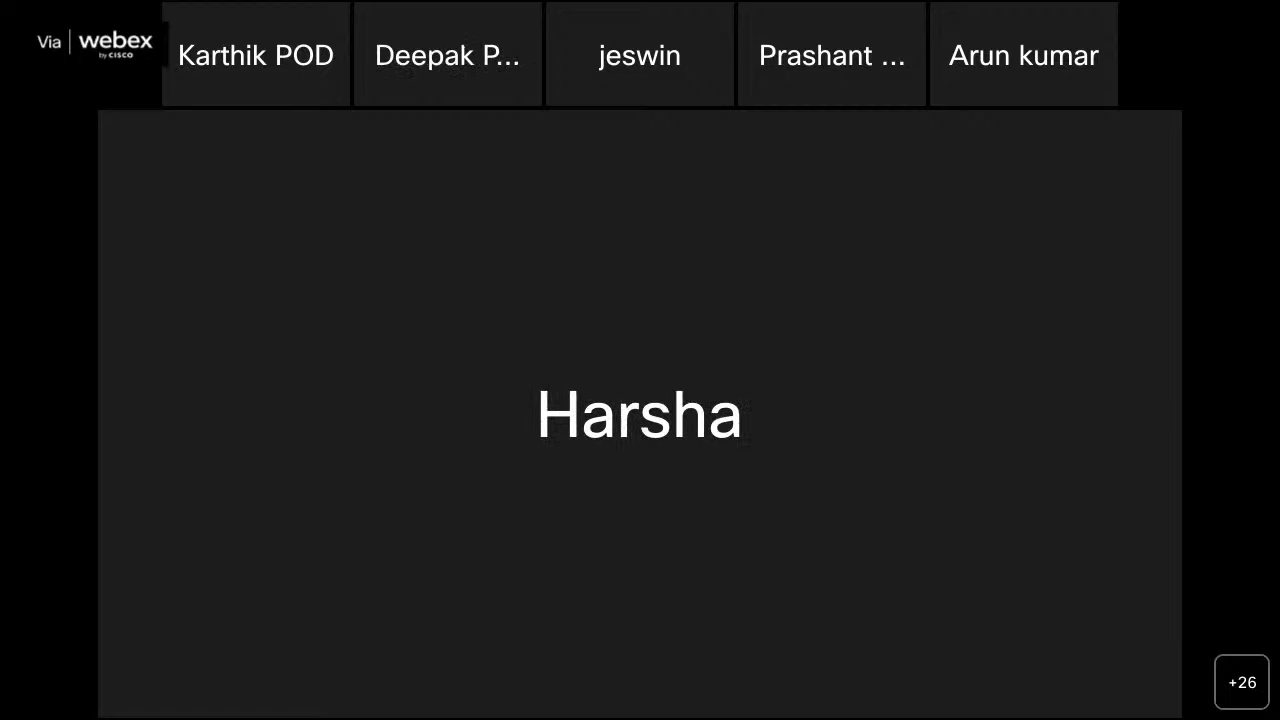 Via | webex
by CISCO
Karthik POD
Deepak P...
jeswin
Prashant ...
Arun kumar
Harsha
+26